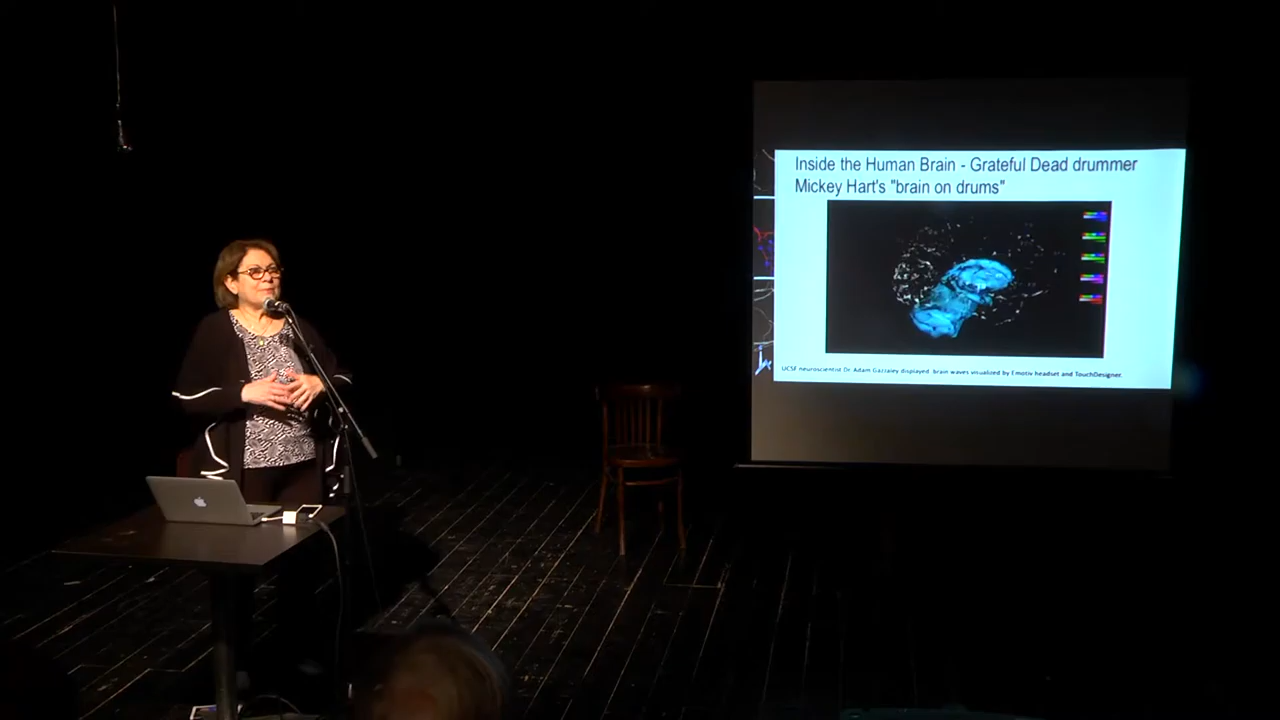 Inside the Human Brain - Grateful Dead drummer
Mickey Hart's "brain on drums"
UCSF neuroscientist Dr. Adam Gazzaley displayed brain waves visualized by Emotiv headset and TouchDesigner.